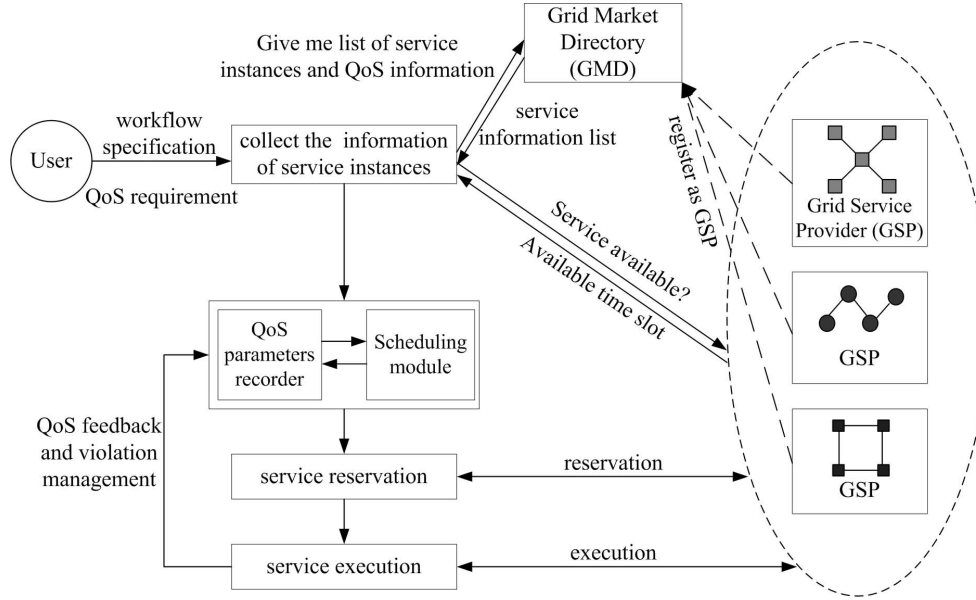 Grid Market
Directory
(GMD)
Give me list of service
instances and QoS information
service
information list
User
workflow
specification
QoS requirement
collect the information
of service instances
register as GSP
Grid Service
Provider (GSP)
Service available?
Available time slot
GSP
QoS
parameters
recorder
Scheduling
module
QoS feedback
and violation
management
service reservation
reservation
GSP
service execution
execution